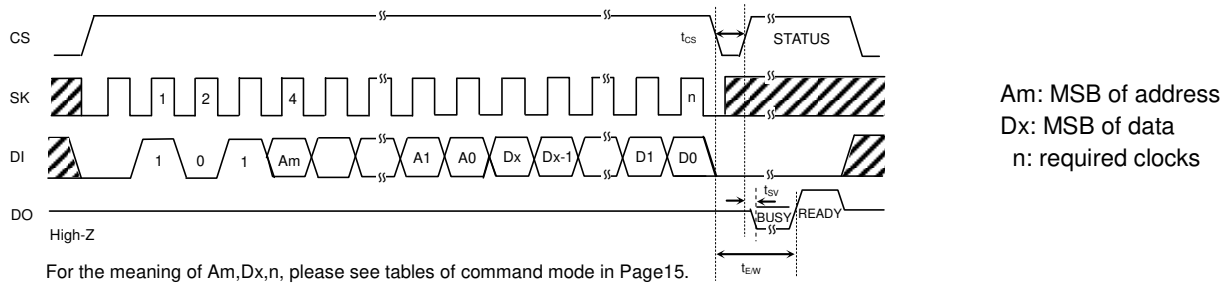 CS
tCS
STATUS
SK
1 2 4 n
DI
1 0 1 Am A1 A0 Dx Dx-1 D1 D0
tSV
DO
BUSY READY
High-Z
tE/W
For the meaning of Am,Dx,n, please see tables of command mode in Page15.
Am: MSB of address
Dx: MSB of data
n: required clocks